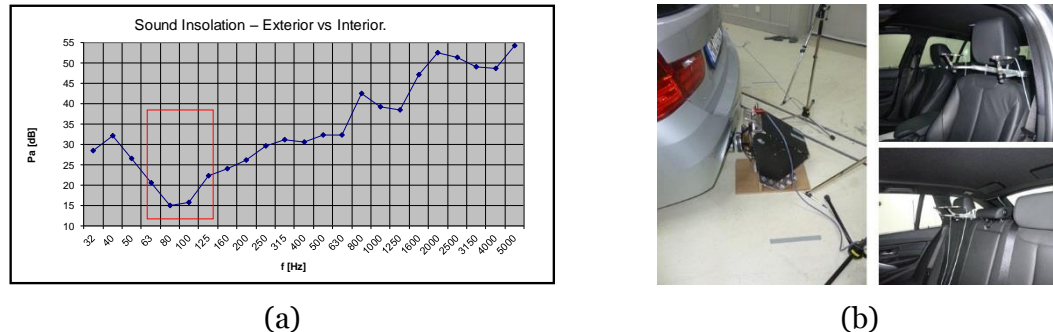 Sound Insolation – Exterior vs Interior.
55
50
45
40
35
30
25
20
15
10
Pa [dB]
32 40 50 63 80 100 125 160 200 250 315 400 500 630 800 1000 1250 1600 2000 2500 3150 4000 5000
f [Hz]
(a)
(b)